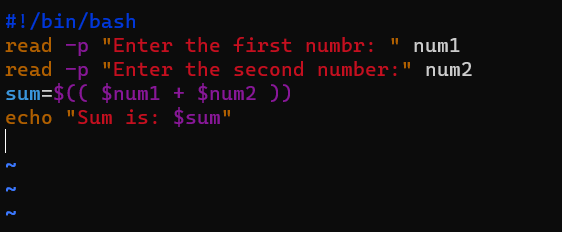 #!/bin/bash
read -p "Enter the first numbr: " num1
read -p "Enter the second number:" num2
sum=$(( $num1 + $num2 ))
echo "Sum is: $sum"
~
~
~